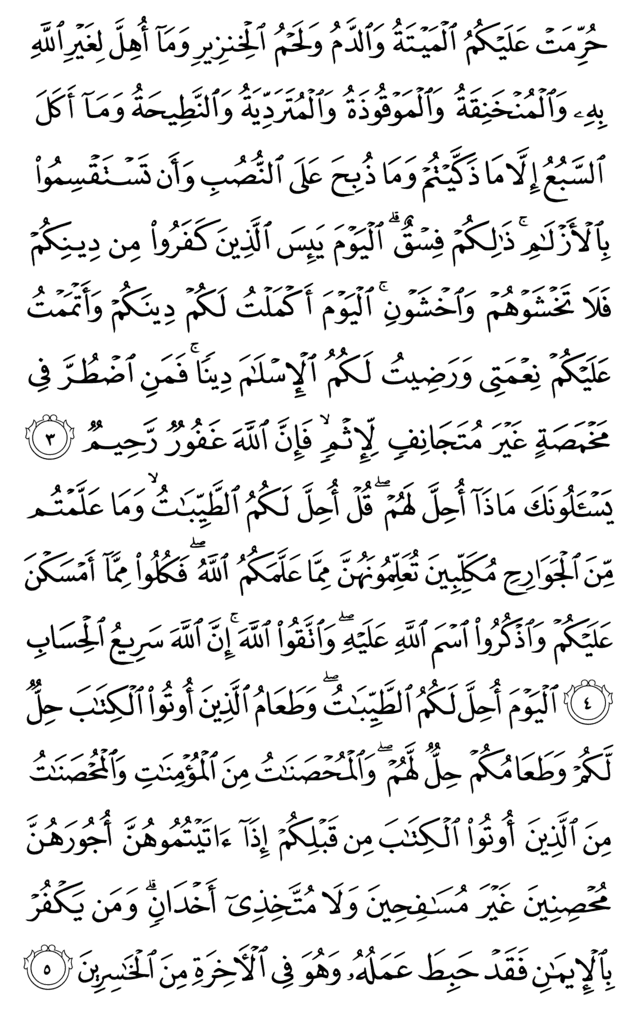 حُرِّمَتۡ عَلَيۡكُمُ ٱلۡمَيۡتَةُ وَٱلدَّمُ وَلَحۡمُ ٱلۡخِنزِيرِ وَمَآ أُهِلَّ لِغَيۡرِ ٱللَّهِ
بِهِۦ وَٱلۡمُنۡخَنِقَةُ وَٱلۡمَوۡقُوذَةُ وَٱلۡمُتَرَدِّيَةُ وَٱلنَّطِيحَةُ وَمَآ أَكَلَ
ٱلسَّبُعُ إِلَّا مَا ذَكَّيۡتُمۡ وَمَا ذُبِحَ عَلَى ٱلنُّصُبِ وَأَن تَسۡتَقۡسِمُواْ
بِٱلۡأَزۡلَٰمِۚ ذَٰلِكُمۡ فِسۡقٌۗ ٱلۡيَوۡمَ يَئِسَ ٱلَّذِينَ كَفَرُواْ مِن دِينِكُمۡ
فَلَا تَخۡشَوۡهُمۡ وَٱخۡشَوۡنِۚ ٱلۡيَوۡمَ أَكۡمَلۡتُ لَكُمۡ دِينَكُمۡ وَأَتۡمَمۡتُ
عَلَيۡكُمۡ نِعۡمَتِي وَرَضِيتُ لَكُمُ ٱلۡإِسۡلَٰمَ دِينٗاۚ فَمَنِ ٱضۡطُرَّ فِي
مَخۡمَصَةٍ غَيۡرَ مُتَجَانِفٖ لِّإِثۡمٖۙ فَإِنَّ ٱللَّهَ غَفُورٞ رَّحِيمٞ ٣
يَسۡـَٔلُونَكَ مَاذَآ أُحِلَّ لَهُمۡۖ قُلۡ أُحِلَّ لَكُمُ ٱلطَّيِّبَٰتُ وَمَا عَلَّمۡتُم
مِّنَ ٱلۡجَوَارِحِ مُكَلِّبِينَ تُعَلِّمُونَهُنَّ مِمَّا عَلَّمَكُمُ ٱللَّهُۖ فَكُلُواْ مِمَّآ أَمۡسَكۡنَ
عَلَيۡكُمۡ وَٱذۡكُرُواْ ٱسۡمَ ٱللَّهِ عَلَيۡهِۖ وَٱتَّقُواْ ٱللَّهَۚ إِنَّ ٱللَّهَ سَرِيعُ ٱلۡحِسَابِ
٤ ٱلۡيَوۡمَ أُحِلَّ لَكُمُ ٱلطَّيِّبَٰتُۖ وَطَعَامُ ٱلَّذِينَ أُوتُواْ ٱلۡكِتَٰبَ حِلّٞ
لَّكُمۡ وَطَعَامُكُمۡ حِلّٞ لَّهُمۡۖ وَٱلۡمُحۡصَنَٰتُ مِنَ ٱلۡمُؤۡمِنَٰتِ وَٱلۡمُحۡصَنَٰتُ
مِنَ ٱلَّذِينَ أُوتُواْ ٱلۡكِتَٰبَ مِن قَبۡلِكُمۡ إِذَآ ءَاتَيۡتُمُوهُنَّ أُجُورَهُنَّ
مُحۡصِنِينَ غَيۡرَ مُسَٰفِحِينَ وَلَا مُتَّخِذِيٓ أَخۡدَانٖۗ وَمَن يَكۡفُرۡ
بِٱلۡإِيمَٰنِ فَقَدۡ حَبِطَ عَمَلُهُۥ وَهُوَ فِي ٱلۡأٓخِرَةِ مِنَ ٱلۡخَٰسِرِينَ ٥